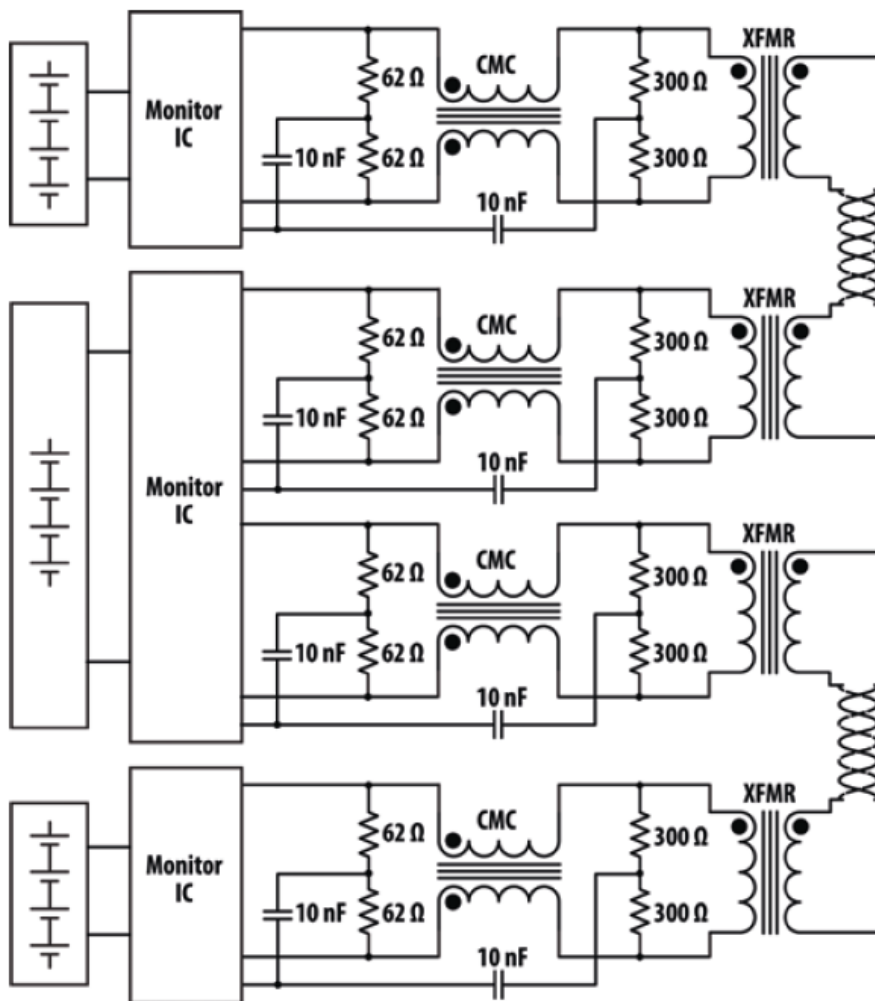 XFMR
CMC
62 Ω
300 Ω
Monitor
IC
10 nF
62 Ω
300 Ω
10 nF
XFMR
CMC
62 Ω
300 Ω
10 nF
62 Ω
300 Ω
10 nF
Monitor
IC
XFMR
CMC
62 Ω
300 Ω
10 nF
62 Ω
300 Ω
10 nF
XFMR
CMC
62 Ω
300 Ω
Monitor
IC
10 nF
62 Ω
300 Ω
10 nF